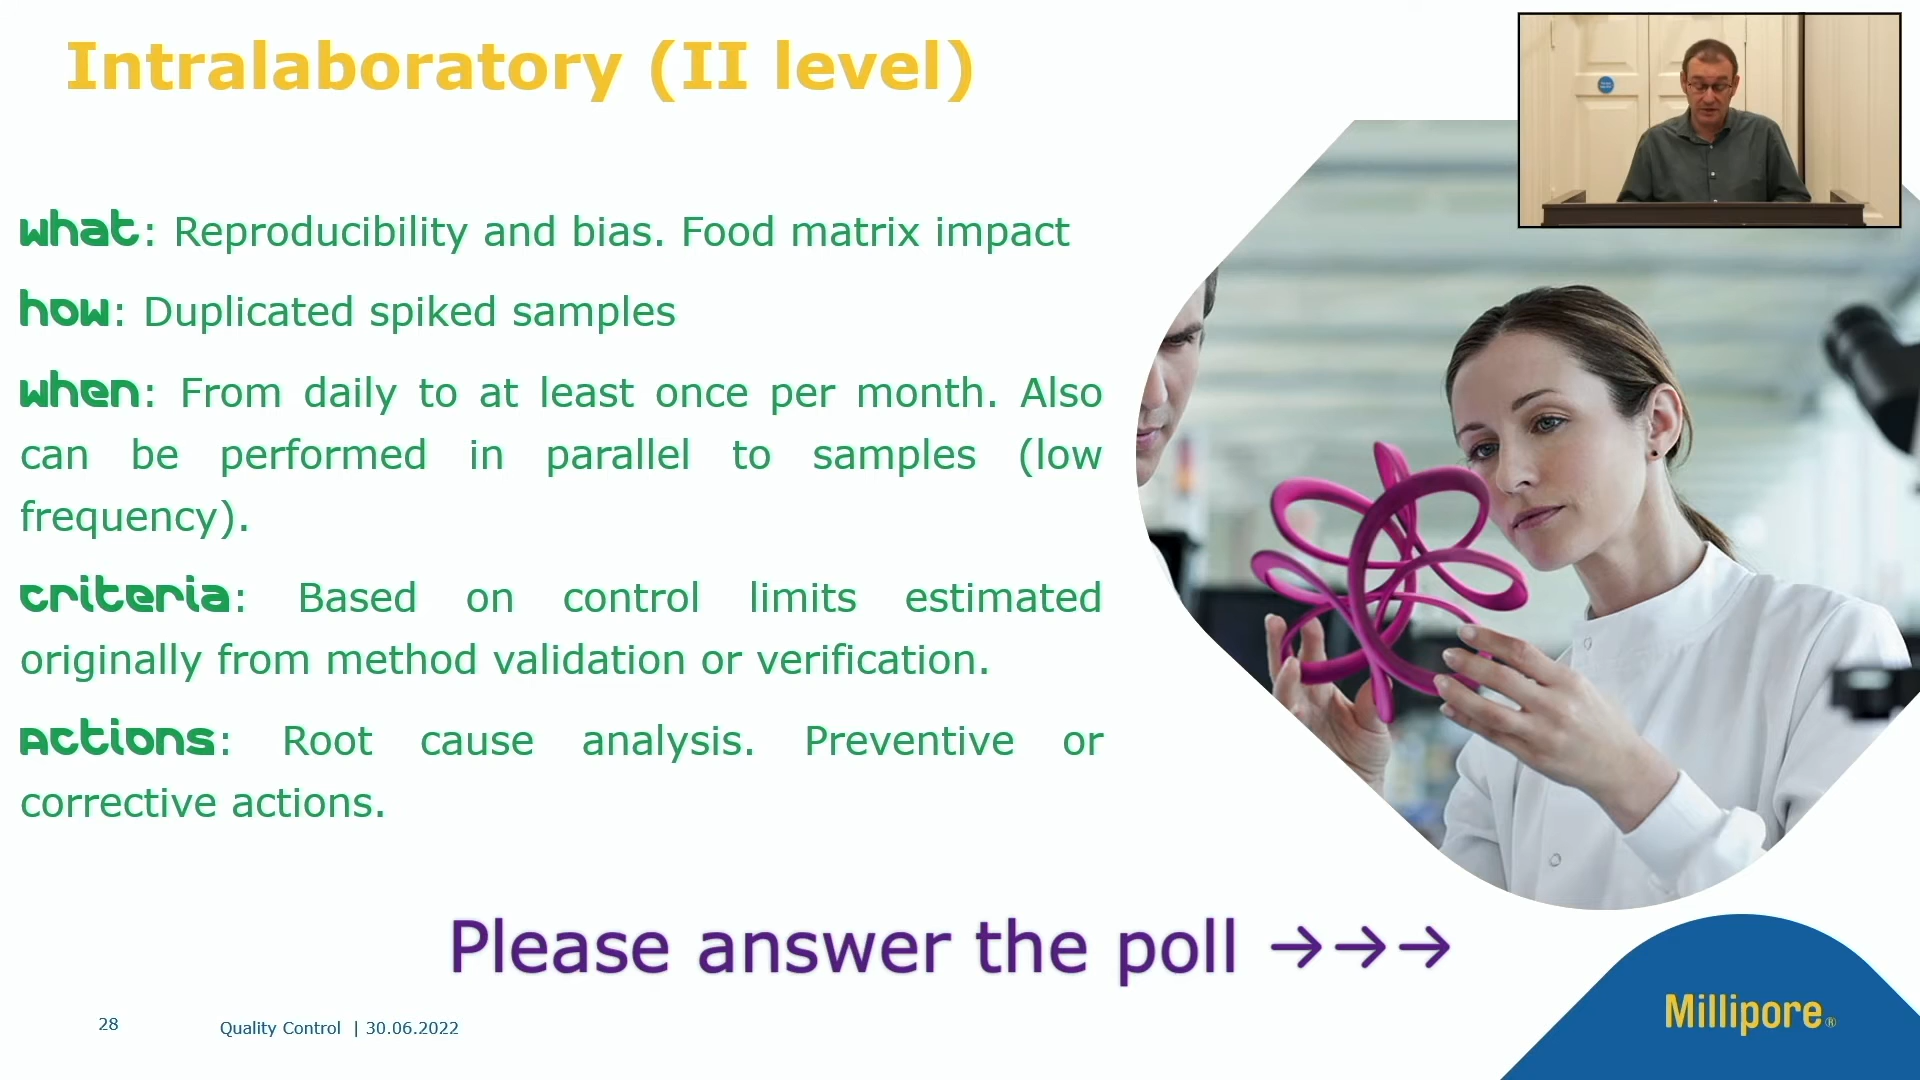 Intralaboratory (II level)
what: Reproducibility and bias. Food matrix impact
how: Duplicated spiked samples
when: From daily to at least once per month. Also
can be performed in parallel to samples (low
frequency).
criteria: Based on control limits estimated
originally from method validation or verification.
Actions: Root cause analysis. Preventive or
corrective actions.
Please answer the poll →→→
28
Quality Control | 30.06.2022
Millipore®